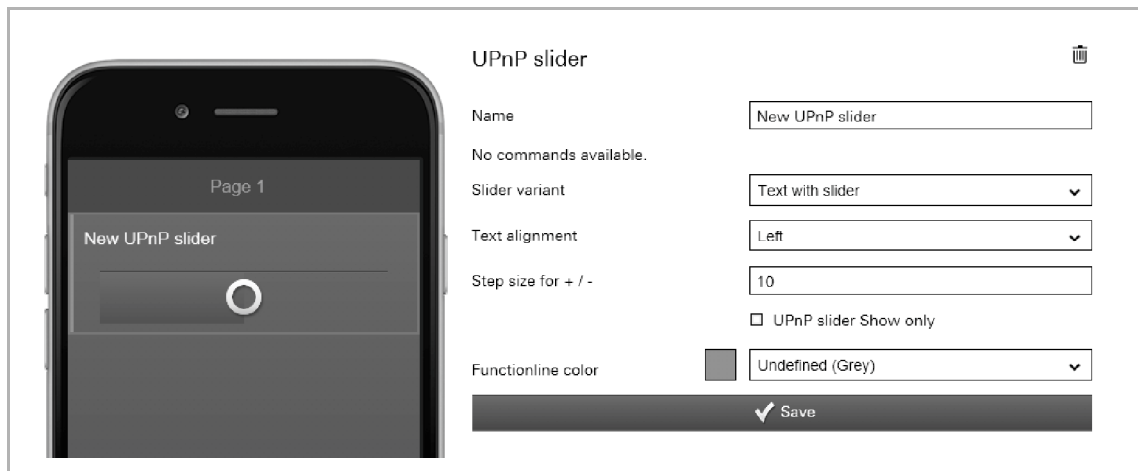 Page 1
New UPnP slider
UPnP slider
Name
New UPnP slider
No commands available.
Slider variant
Text with slider
Text alignment
Left
Step size for + / -
10
UPnP slider Show only
Functionline color
Undefined (Grey)
Save